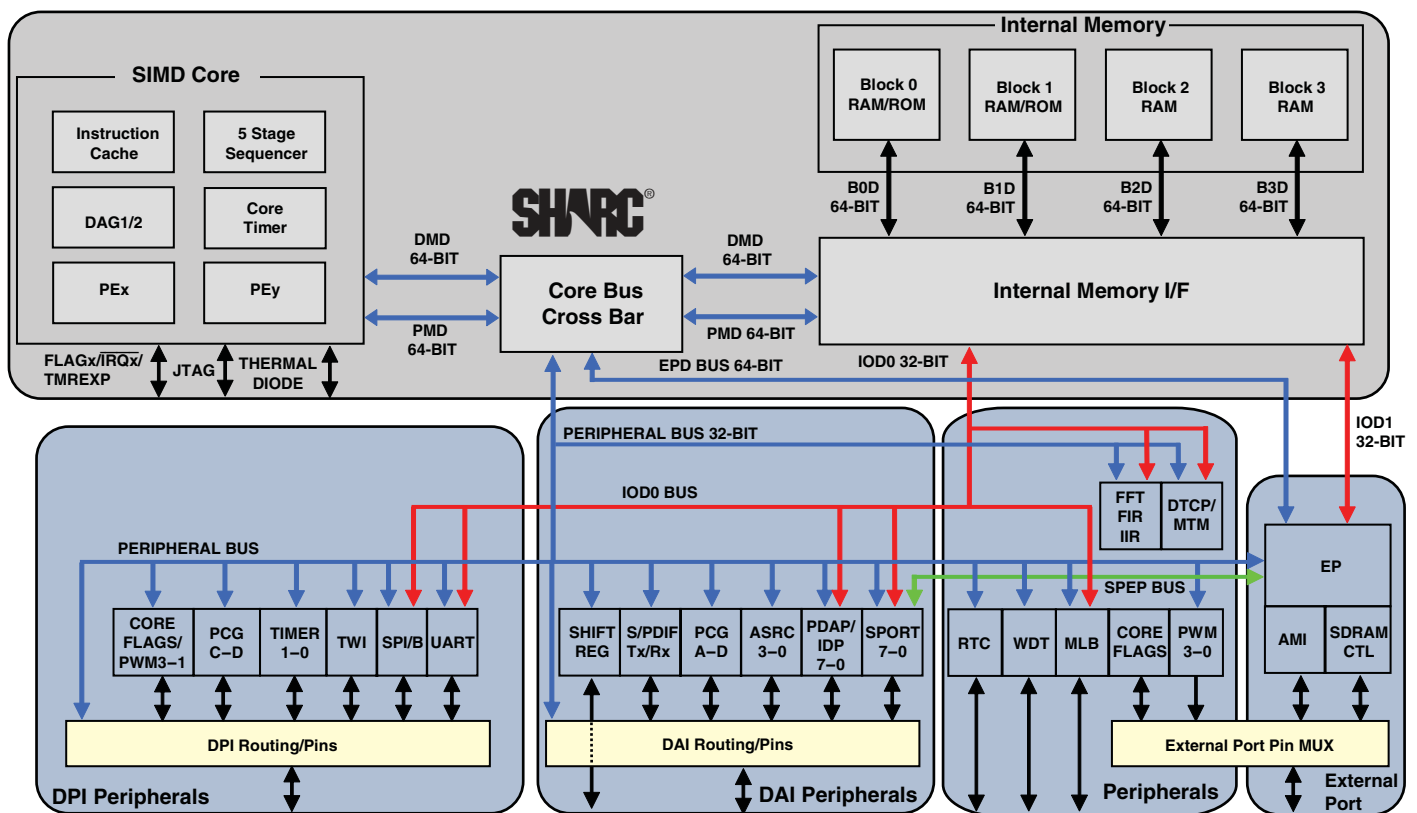 Internal Memory
SIMD Core
Block 0
RAM/ROM
Block 1
RAM/ROM
Block 2
RAM
Block 3
RAM
Instruction
Cache
5 Stage
Sequencer
DAG1/2
Core
Timer
PEx
PEy
B0D
64-BIT
B1D
64-BIT
B2D
64-BIT
B3D
64-BIT
SHARC®
DMD
64-BIT
DMD
64-BIT
Core Bus
Cross Bar
Internal Memory I/F
PMD
64-BIT
PMD 64-BIT
FLAGx/IRQx/
TMREXP
JTAG
THERMAL
DIODE
EPD BUS 64-BIT
IOD0 32-BIT
IOD1
32-BIT
PERIPHERAL BUS 32-BIT
IOD0 BUS
PERIPHERAL BUS
FFT
FIR
IIR
DTCP/
MTM
EP
SPEP BUS
CORE
FLAGS/
PWM3–1
PCG
C–D
TIMER
1–0
TWI
SPI/B
UART
SHIFT
REG
S/PDIF
Tx/Rx
PCG
A–D
ASRC
3–0
PDAP/
IDP
7–0
SPORT
7–0
RTC
WDT
MLB
CORE
FLAGS
PWM
3–0
AMI
SDRAM
CTL
DPI Routing/Pins
DAI Routing/Pins
External Port Pin MUX
DPI Peripherals
DAI Peripherals
Peripherals
External
Port